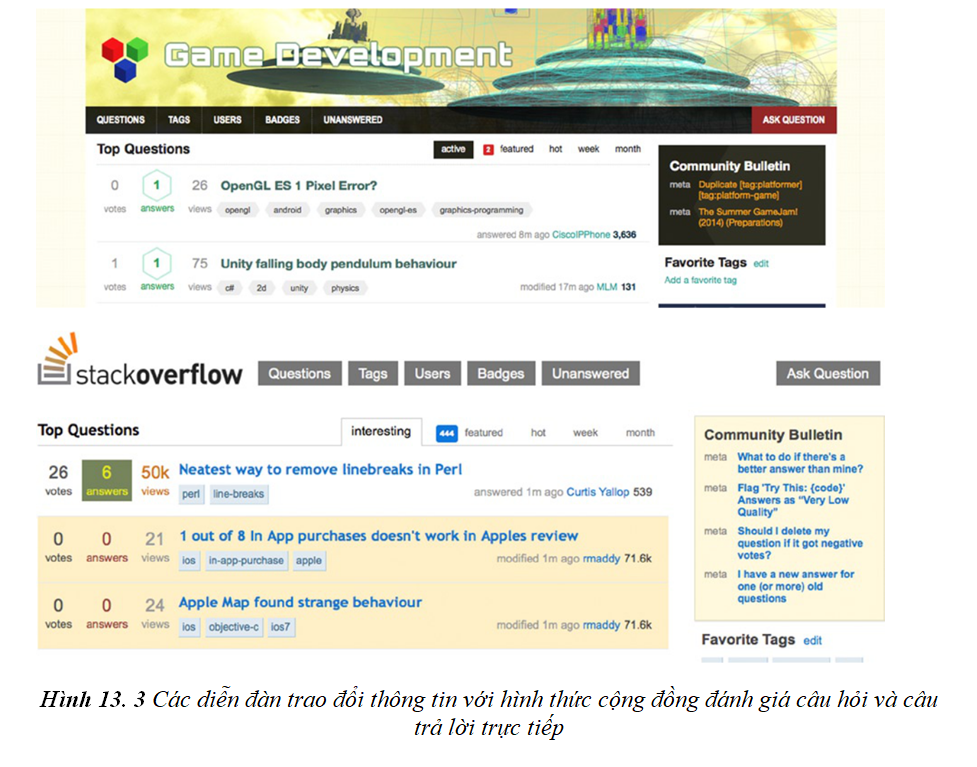 Game Development
QUESTIONS TAGS USERS BADGES UNANSWERED ASK QUESTION
Top Questions active 2 featured hot week month
0 votes 1 answers 26 views OpenGL ES 1 Pixel Error?
opengl android graphics opengl-es graphics-programming
answered 8m ago CiscoIPPhone 3,636
1 votes 1 answers 75 views Unity falling body pendulum behaviour
c# 2d unity physics modified 17m ago MLM 131
Community Bulletin
meta Duplicate [tag:platformer]
[tag:platform-game]
meta The Summer GameJam!
(2014) (Preparations)
Favorite Tags edit
Add a favorite tag
stackoverflow Questions Tags Users Badges Unanswered Ask Question
Top Questions interesting 444 featured hot week month
26 votes 6 answers 50k views Neatest way to remove linebreaks in Perl
perl line-breaks answered 1m ago Curtis Yallop 539
0 votes 0 answers 21 views 1 out of 8 In App purchases doesn't work in Apples review
ios in-app-purchase apple modified 1m ago rmaddy 71.6k
0 votes 0 answers 24 views Apple Map found strange behaviour
ios objective-c ios7 modified 1m ago rmaddy 71.6k
Community Bulletin
meta What to do if there's a
better answer than mine?
meta Flag 'Try This: {code}'
Answers as "Very Low
Quality"
meta Should I delete my
question if it got negative
votes?
meta I have a new answer for
one (or more) old
questions
Favorite Tags edit
Hình 13. 3 Các diễn đàn trao đổi thông tin với hình thức cộng đồng đánh giá câu hỏi và câu
trả lời trực tiếp